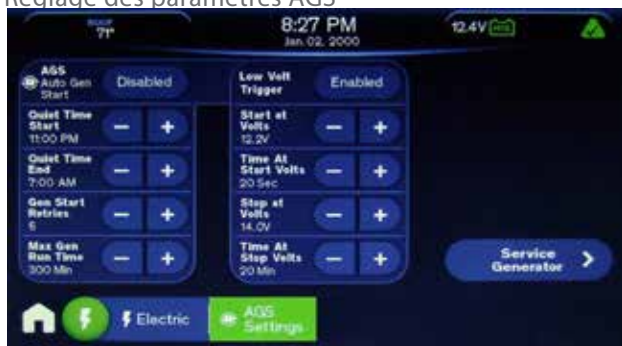 Réglage des paramètres AGS
ROOF
71°
8:27 PM
Jan. 02, 2000
12.4V
AGS
Auto Gen
Start
Disabled
Quiet Time
Start
11:00 PM
- +
Quiet Time
End
7:00 AM
- +
Gen Start
Retries
6
- +
Max Gen
Run Time
300 Min
- +
Low Volt
Trigger
Enabled
Start at
Volts
12.2V
- +
Time At
Start Volts
20 Sec
- +
Stop at
Volts
14.0V
- +
Time At
Stop Volts
20 Min
- +
Service
Generator
Electric
AGS
Settings